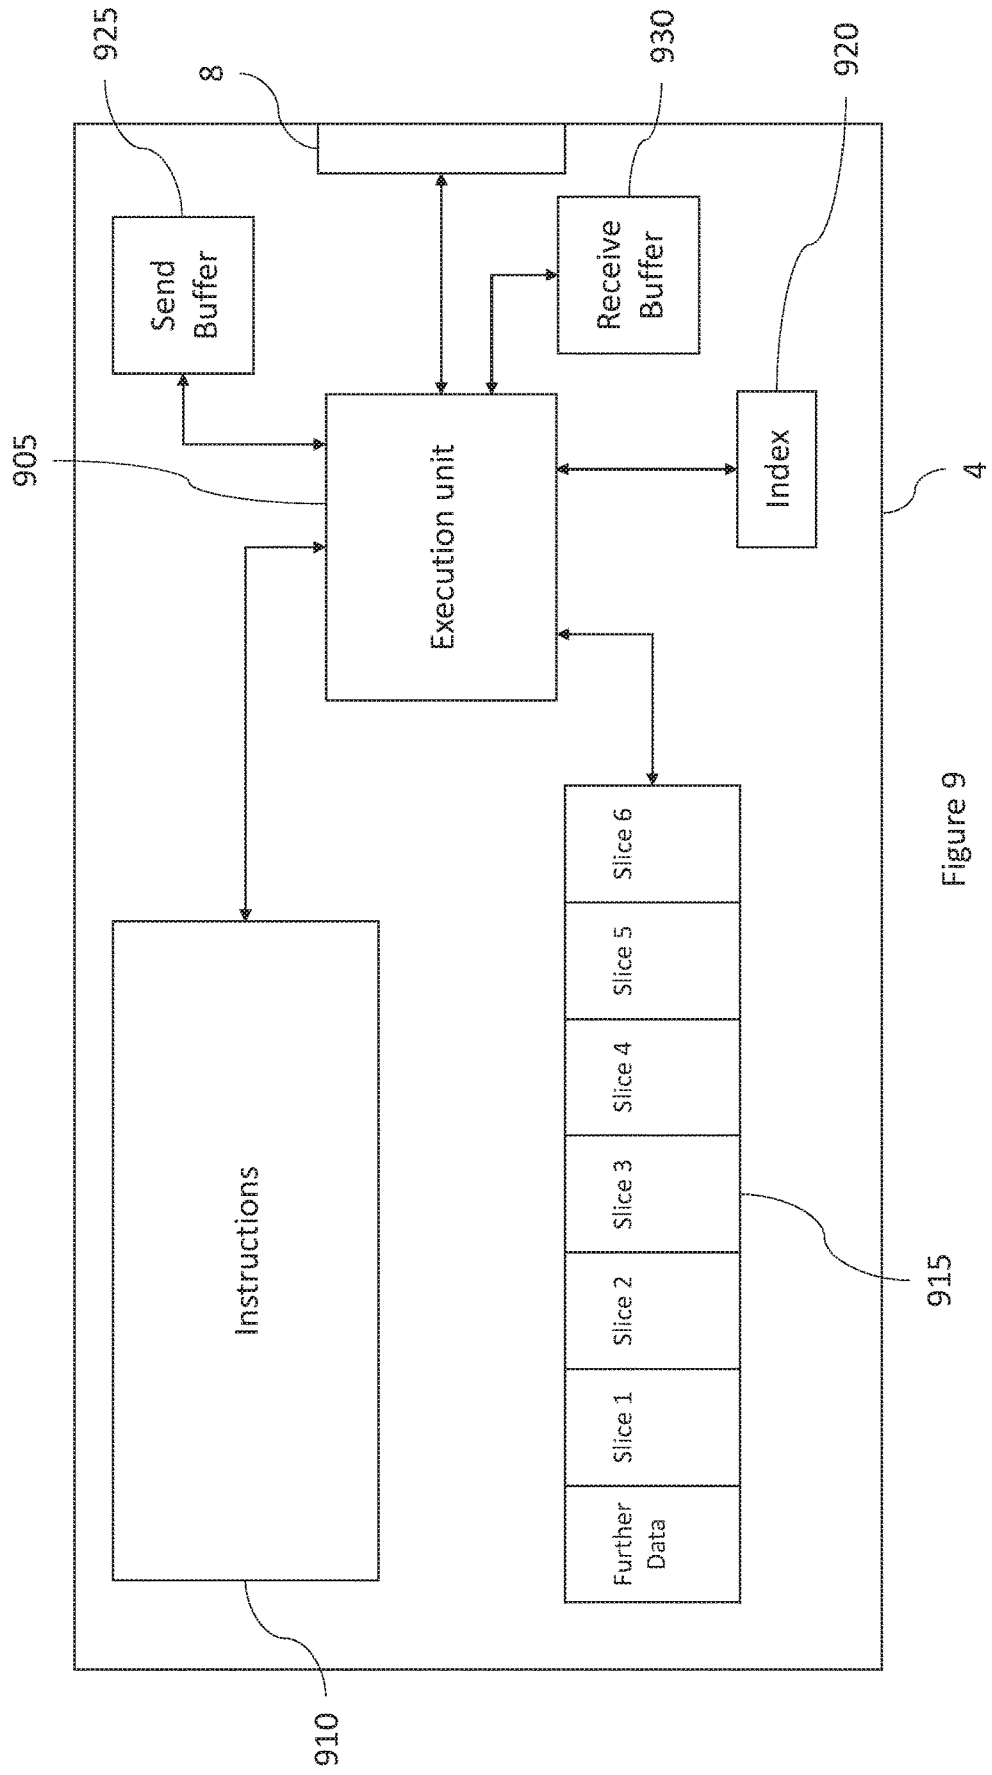 910
905
925
8
Instructions
Send
Buffer
Execution unit
Receive
Buffer
930
Further
Data
Slice 1
Slice 2
Slice 3
Slice 4
Slice 5
Slice 6
Index
920
915
4
Figure 9